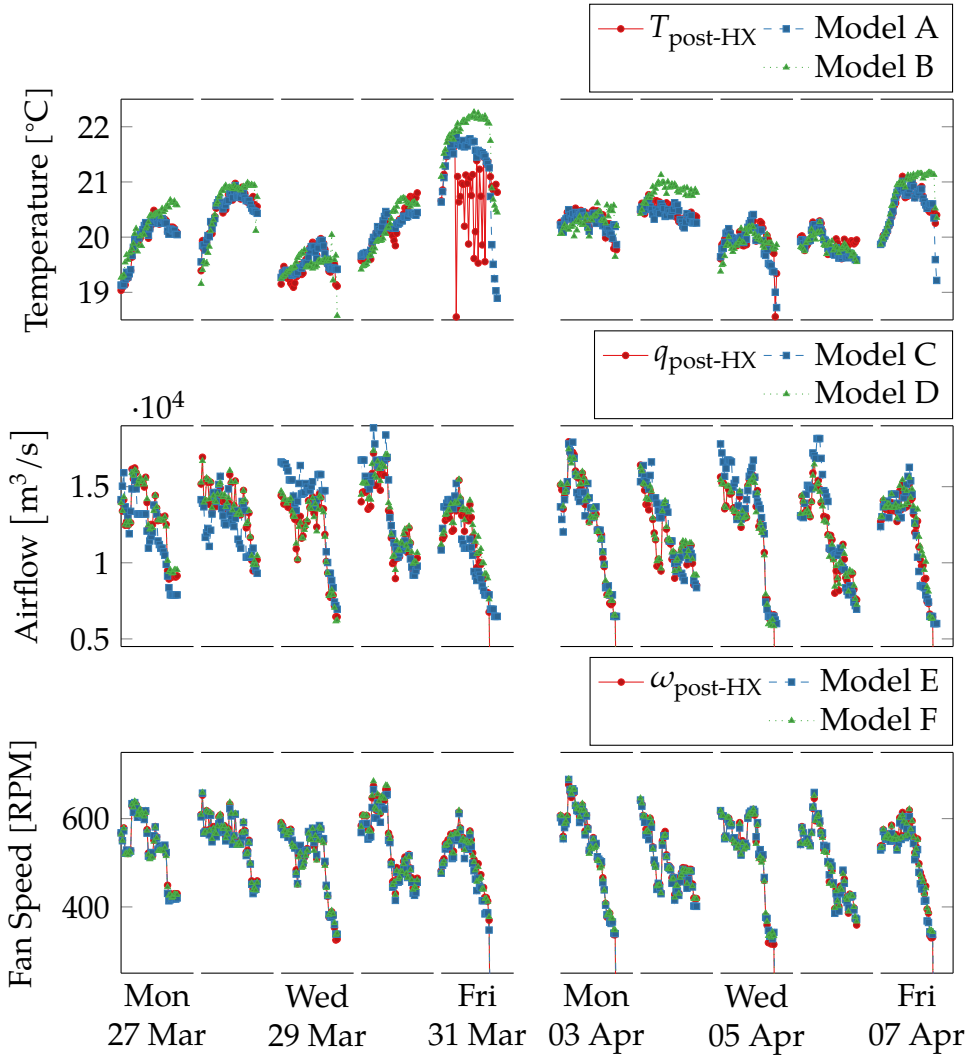 T_post-HX Model A
Model B
Temperature [°C]
22
21
20
19
q_post-HX Model C
Model D
·10^4
Airflow [m³/s]
1.5
1
0.5
ω_post-HX Model E
Model F
Fan Speed [RPM]
600
400
Mon Wed Fri Mon Wed Fri
27 Mar 29 Mar 31 Mar 03 Apr 05 Apr 07 Apr